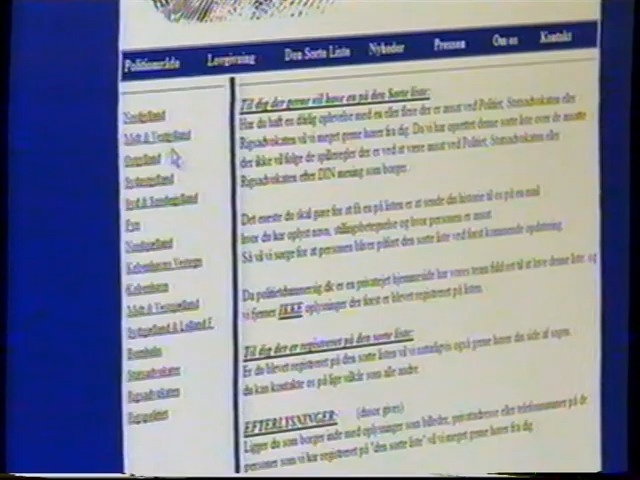 Politiområde Lovgivning Den Sorte Liste Nyheder Pressen Om os Kontakt
Nordjylland
Midt & Vestjylland
Østjylland
Sydøstjylland
Syd & Sønderjylland
Fyn
Nordsjælland
Københavns Vestegn
København
Midt & Vestsjælland
Sydsjælland & Lolland F.
Bornholm
Statsadvokaten
Rigsadvokaten
Rigspolitiet
Til dig der gerne vil have en på den Sorte liste:
Har du haft en dårlig oplevelse med en eller flere der er ansat ved Politiet, Statsadvokaten eller
Rigsadvokaten vil vi meget gerne høre fra dig. Da vi har oprettet denne sorte liste over de ansatte
der ikke vil følge de spilleregler der er ved at være ansat ved Politiet, Statsadvokaten eller
Rigsadvokaten efter DIN mening som borger.
Det eneste du skal gøre for at få en på listen er at sende din historie til os på en mail
hvor du har oplyst navn, stillingsbetegnelse og hvor personen er ansat.
Så vil vi sørge for at personen bliver påført den sorte liste ved først kommende opdatering.
Da er en privatejet hjemmeside har vores team fuld ret til at lave denne liste og
vi fjerner IKKE oplysninger der først er blevet registreret på listen.
Til dig der er registreret på den sorte liste:
Er du blevet registreret på den sorte listen vil vi naturligvis også gerne høre din side af sagen.
du kan kontakte os på lige vilkår som alle andre.
EFTERLYSNINGER: (dusør gives)
Ligger du som borger inde med oplysninger som billeder, privatadresse eller telefonnummer på de
personer som vi har registreret på "den sorte liste" vil vi meget gerne høre fra dig.